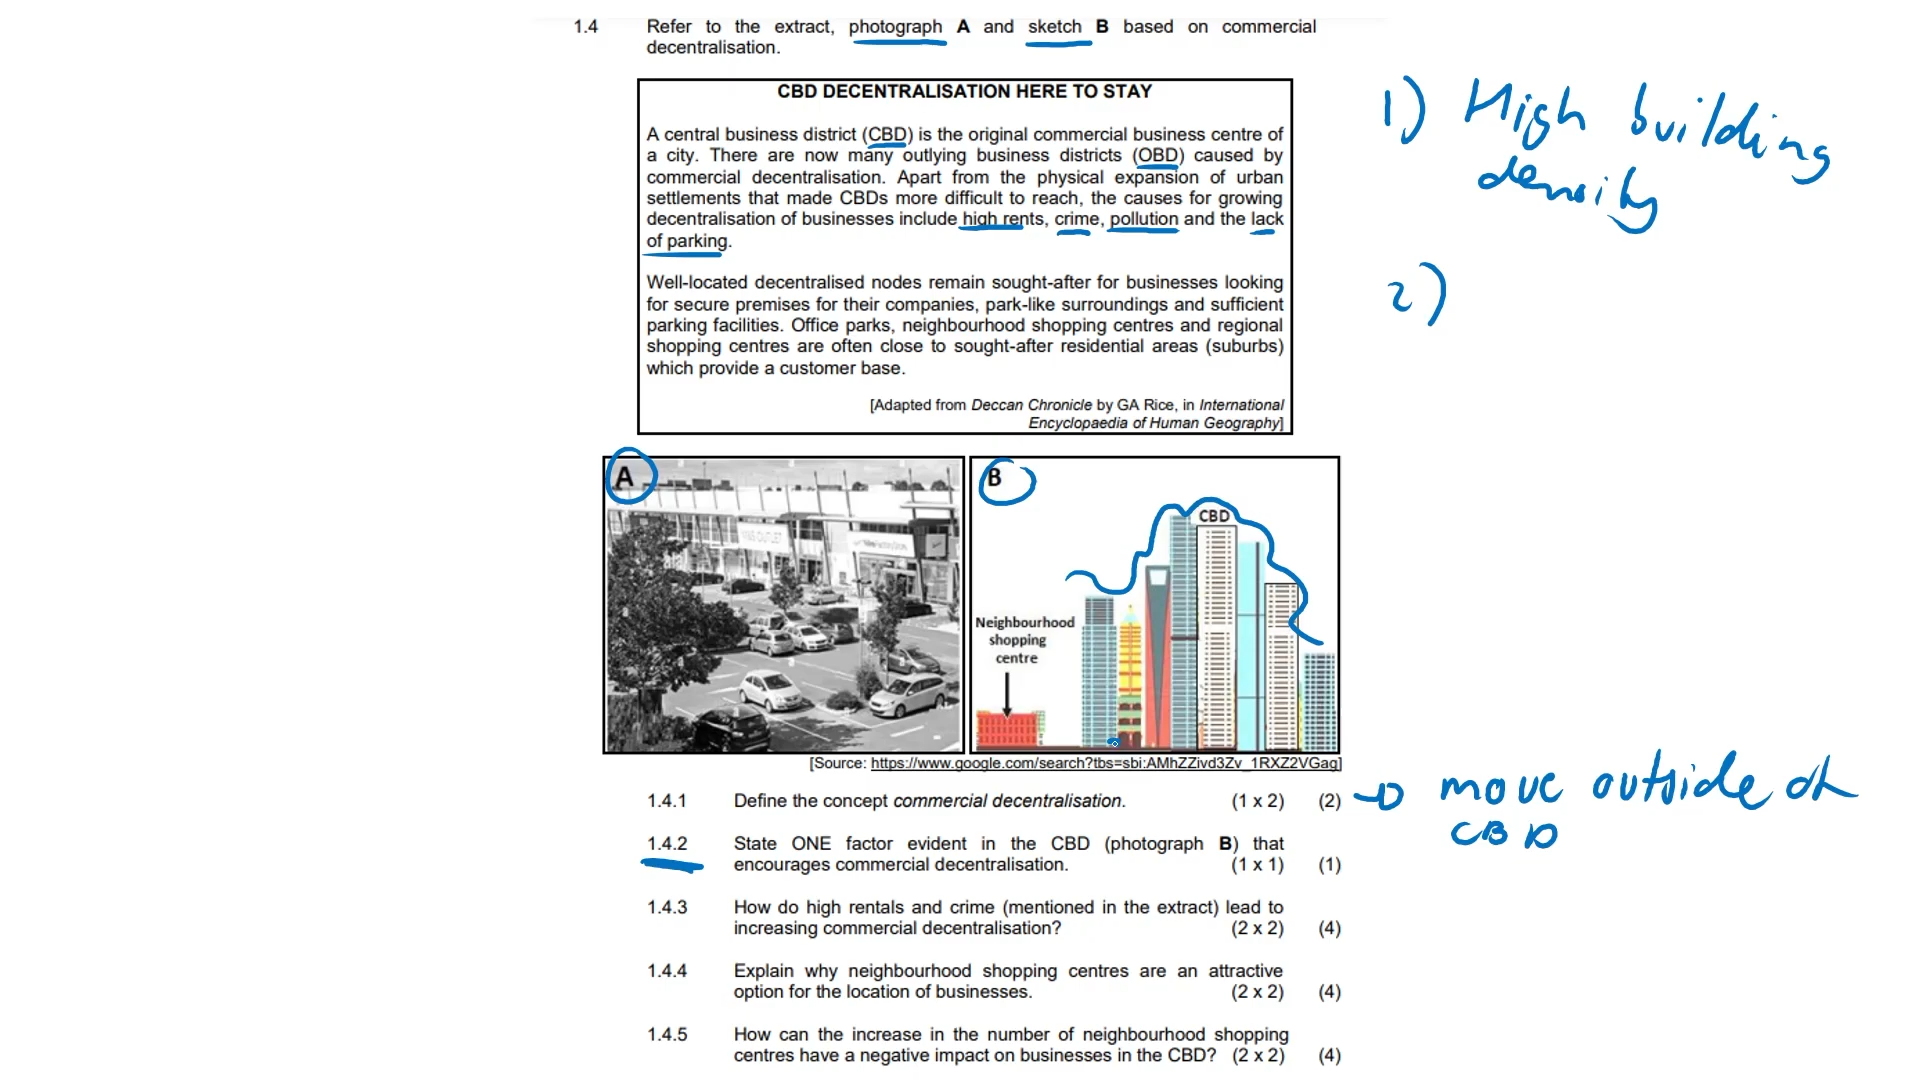 1.4 Refer to the extract, photograph A and sketch B based on commercial
decentralisation.
CBD DECENTRALISATION HERE TO STAY
A central business district (CBD) is the original commercial business centre of
a city. There are now many outlying business districts (OBD) caused by
commercial decentralisation. Apart from the physical expansion of urban
settlements that made CBDs more difficult to reach, the causes for growing
decentralisation of businesses include high rents, crime, pollution and the lack
of parking.
Well-located decentralised nodes remain sought-after for businesses looking
for secure premises for their companies, park-like surroundings and sufficient
parking facilities. Office parks, neighbourhood shopping centres and regional
shopping centres are often close to sought-after residential areas (suburbs)
which provide a customer base.
[Adapted from Deccan Chronicle by GA Rice, in International
Encyclopaedia of Human Geography]
1) High building
density
2)
A
B
CBD
Neighbourhood
shopping
centre
[Source: https://www.google.com/search?tbs=sbi:AMhZZivd3Zv_1RXZ2VGag]
1.4.1 Define the concept commercial decentralisation. (1 x 2) (2)
move outside of
CBD
1.4.2 State ONE factor evident in the CBD (photograph B) that
encourages commercial decentralisation. (1 x 1) (1)
1.4.3 How do high rentals and crime (mentioned in the extract) lead to
increasing commercial decentralisation? (2 x 2) (4)
1.4.4 Explain why neighbourhood shopping centres are an attractive
option for the location of businesses. (2 x 2) (4)
1.4.5 How can the increase in the number of neighbourhood shopping
centres have a negative impact on businesses in the CBD? (2 x 2) (4)